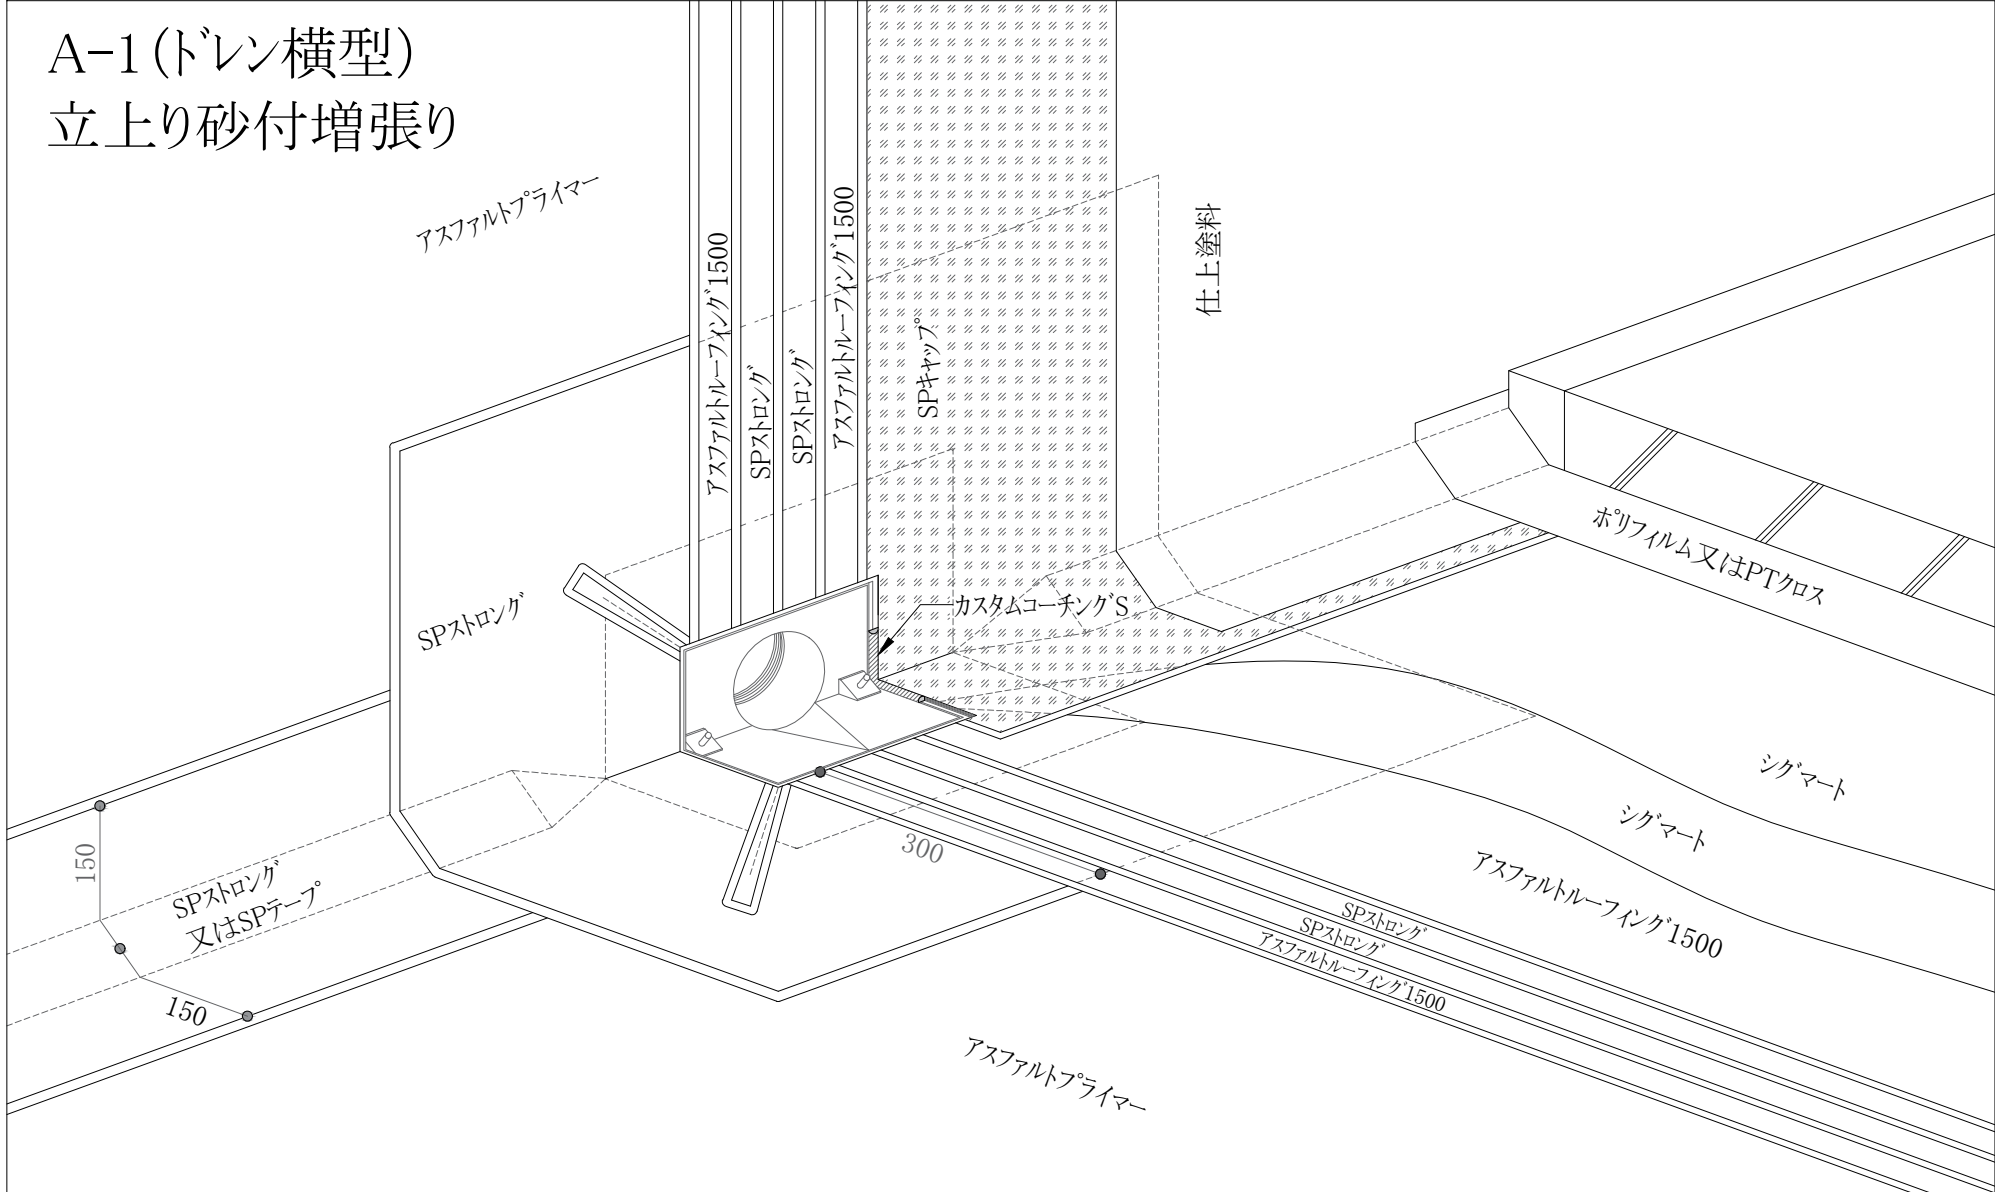 A-1(ドレン横型)
立上り砂付増張り
アスファルトプライマー
アスファルトルーフィング1500
SPストロング
SPストロング
アスファルトルーフィング1500
SPキャップ
仕上塗料
ポリフィルム又はPTクロス
カスタムコーチングS
SPストロング
シグマート
シグマート
アスファルトルーフィング1500
150
SPストロング
又はSPテープ
150
300
SPストロング
SPストロング
アスファルトルーフィング1500
アスファルトプライマー